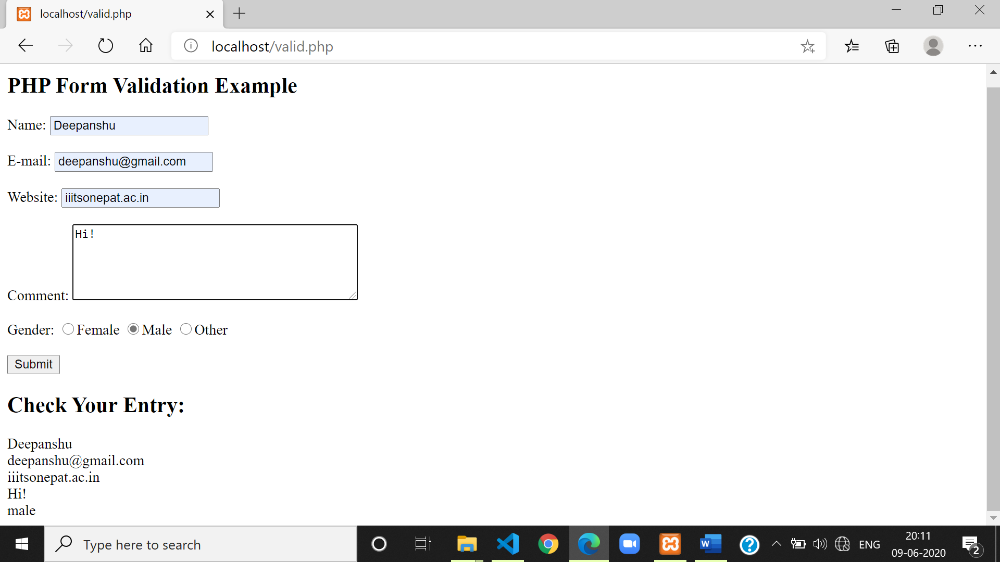 localhost/valid.php
localhost/valid.php
PHP Form Validation Example
Name: Deepanshu
E-mail: deepanshu@gmail.com
Website: iiitsonepat.ac.in
Hi!
Comment:
Gender: Female Male Other
Submit
Check Your Entry:
Deepanshu
deepanshu@gmail.com
iiitsonepat.ac.in
Hi!
male
Type here to search
W
?
ENG
20:11
09-06-2020
2